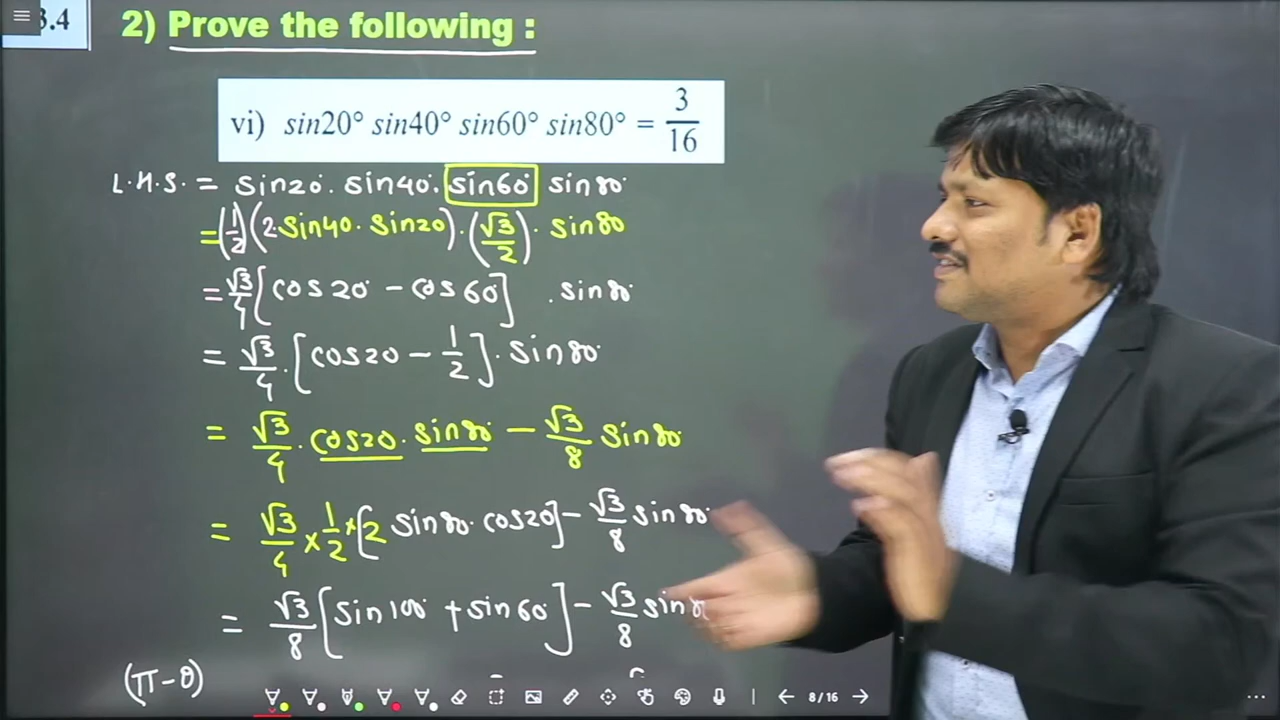 3.4
2) Prove the following :
vi) sin20° sin40° sin60° sin80° = 3/16
L.H.S. = sin20°. sin40°. sin60° sin80°
= (1/2)(2·sin40· sin20)·(√3/2)· sin80
= √3/4 [cos20° - cos60°] . sin80°
= √3/4 · [cos20 - 1/2] · sin80°
= √3/4 · cos20 · sin80° - √3/8 sin80°
= √3/4 × 1/2 × [2 sin80° cos20°] - √3/8 sin80°
= √3/8 [sin100° + sin60°] - √3/8
(π-θ)
8/16